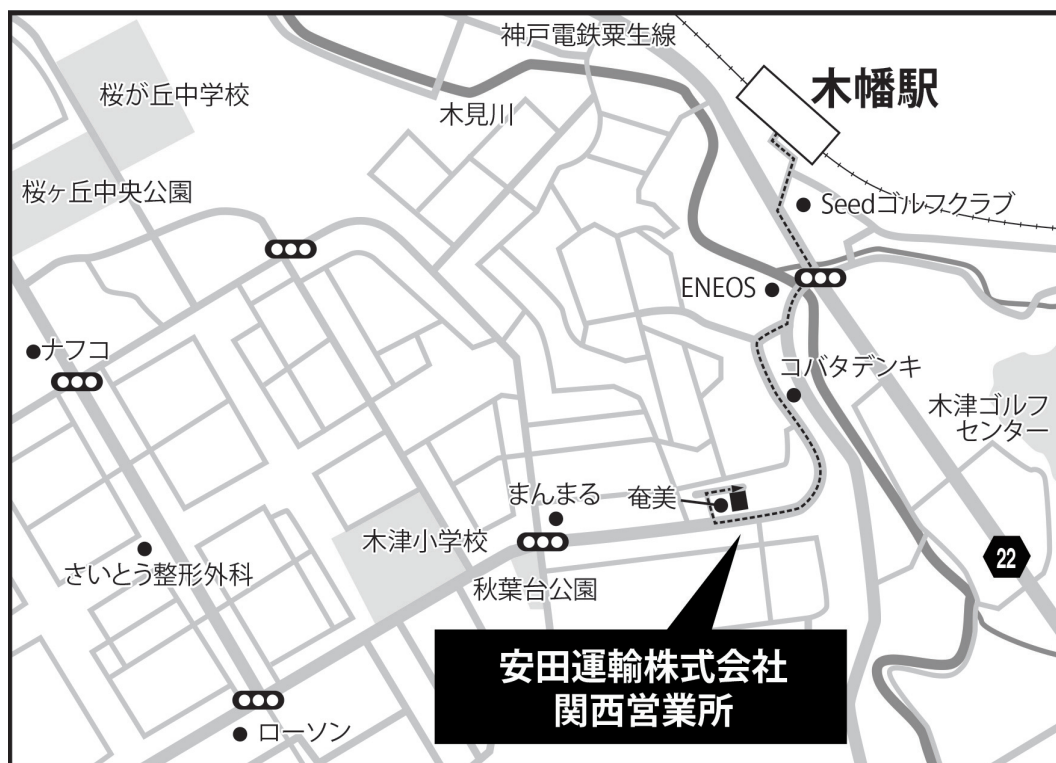 神戸電鉄粟生線
木幡駅
桜が丘中学校
木見川
桜ヶ丘中央公園
Seedゴルフクラブ
ENEOS
ナフコ
コバタデンキ
木津ゴルフ
センター
まんまる
奄美
木津小学校
さいとう整形外科
秋葉台公園
22
安田運輸株式会社
関西営業所
ローソン